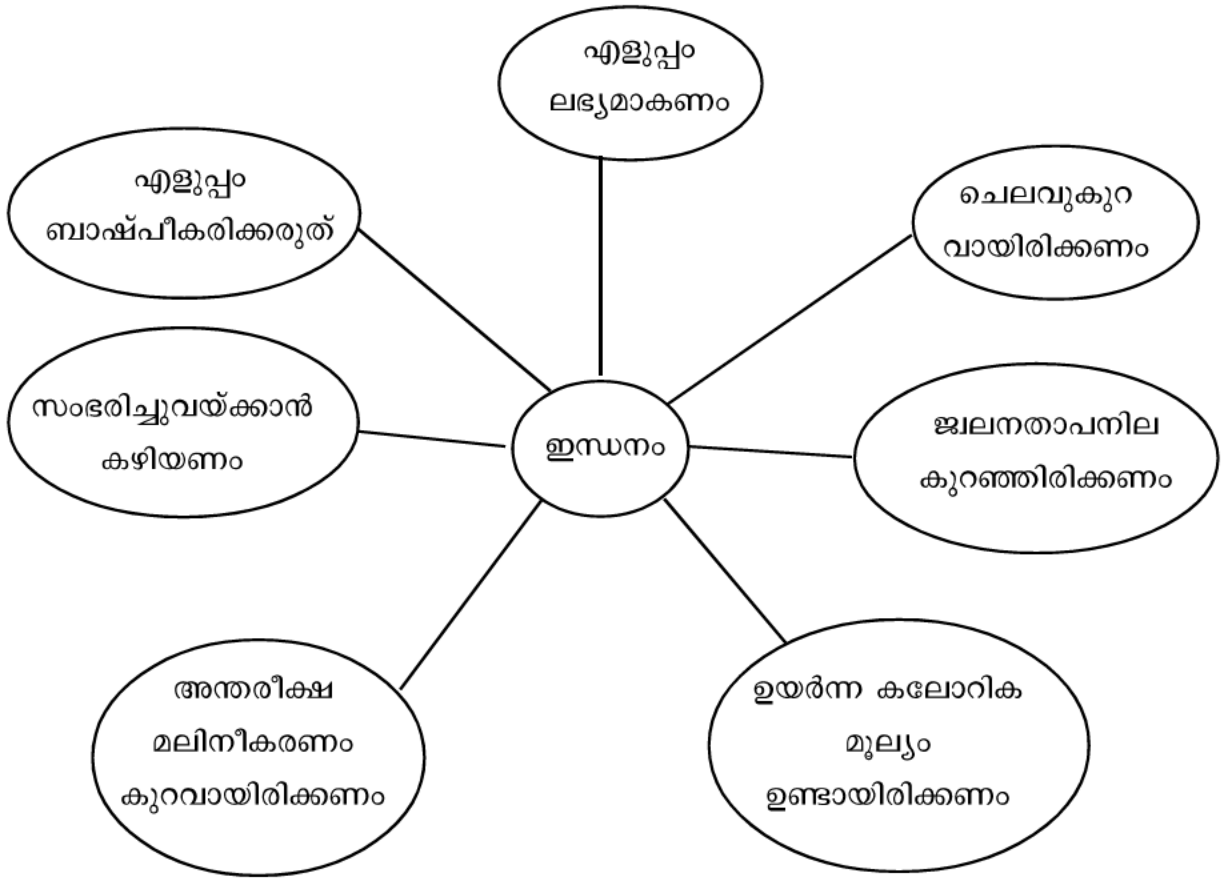 എളുപ്പം
ലഭ്യമാകണം
എളുപ്പം
ബാഷ്പീകരിക്കരുത്
ചെലവുകുറ
വായിരിക്കണം
സംഭരിച്ചുവയ്ക്കാൻ
കഴിയണം
ഇന്ധനം
ജ്വലനതാപനില
കുറഞ്ഞിരിക്കണം
അന്തരീക്ഷ
മലിനീകരണം
കുറവായിരിക്കണം
ഉയർന്ന കലോറിക
മൂല്യം
ഉണ്ടായിരിക്കണം